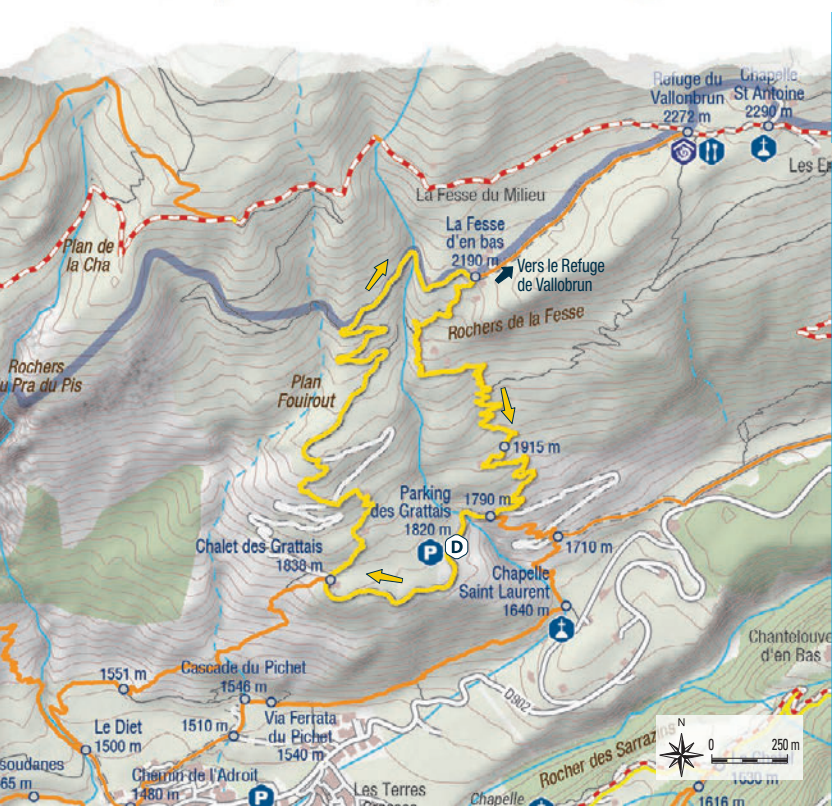 Refuge du
Vallonbrun
2272 m
Chapelle
St Antoine
2290 m
La Fesse du Milieu
La Fesse
d'en bas
2190 m
Vers le Refuge
de Vallobrun
Plan de
la Cha
Rochers de la Fesse
Rochers
Pra du Pis
Plan
Fouirout
1915 m
Parking
des Grattais
1820 m
P
D
1790 m
1710 m
Chalet des Grattais
1838 m
Chapelle
Saint Laurent
1640 m
Chantelouve
d'en Bas
1551 m
Cascade du Pichet
1546 m
1510 m
Via Ferrata
du Pichet
1540 m
D902
Le Diet
1500 m
soudanes
65 m
Chemin de l'Adroit
1480 m
P
Les Terres
Chapelle
Rocher des Sarrazins
N
0 250 m
1630 m
1616 m